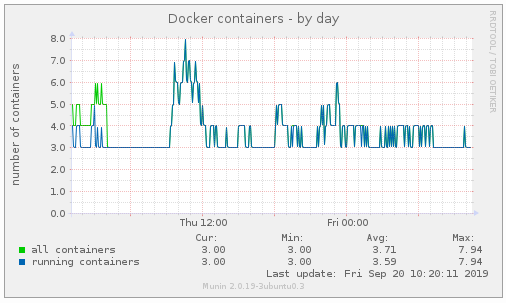 Docker containers - by day
RRDTOOL / TOBI OETIKER
number of containers
8.0
7.0
6.0
5.0
4.0
3.0
2.0
1.0
0.0
Thu 12:00 Fri 00:00
Cur: Min: Avg: Max:
all containers 3.00 3.00 3.71 7.94
running containers 3.00 3.00 3.59 7.94
Last update: Fri Sep 20 10:20:11 2019
Munin 2.0.19-3ubuntu0.3